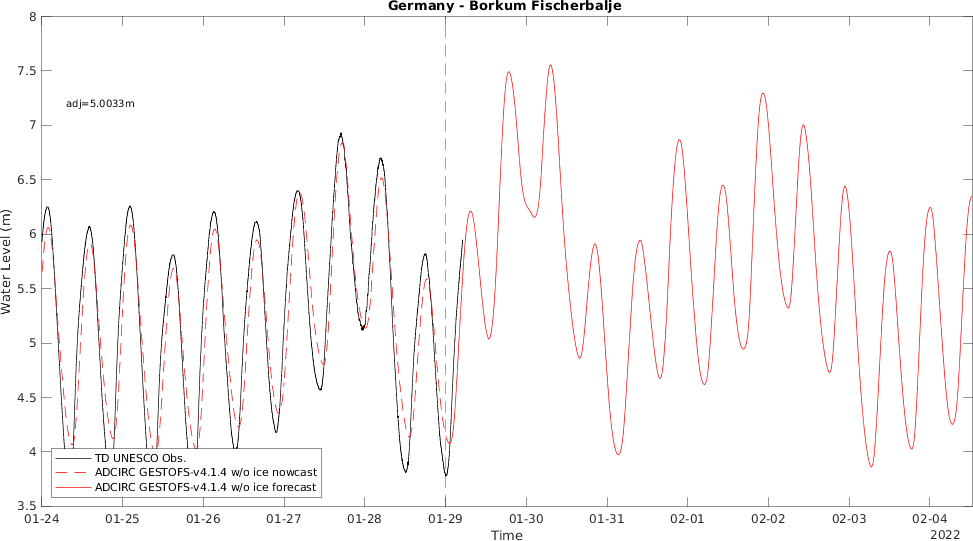 Germany - Borkum Fischerbalje
8
7.5
7
6.5
6
5.5
5
4.5
4
3.5
Water Level (m)
adj=5.0033m
TD UNESCO Obs.
ADCIRC GESTOFS-v4.1.4 w/o ice nowcast
ADCIRC GESTOFS-v4.1.4 w/o ice forecast
01-24 01-25 01-26 01-27 01-28 01-29 01-30 01-31 02-01 02-02 02-03 02-04
Time
2022